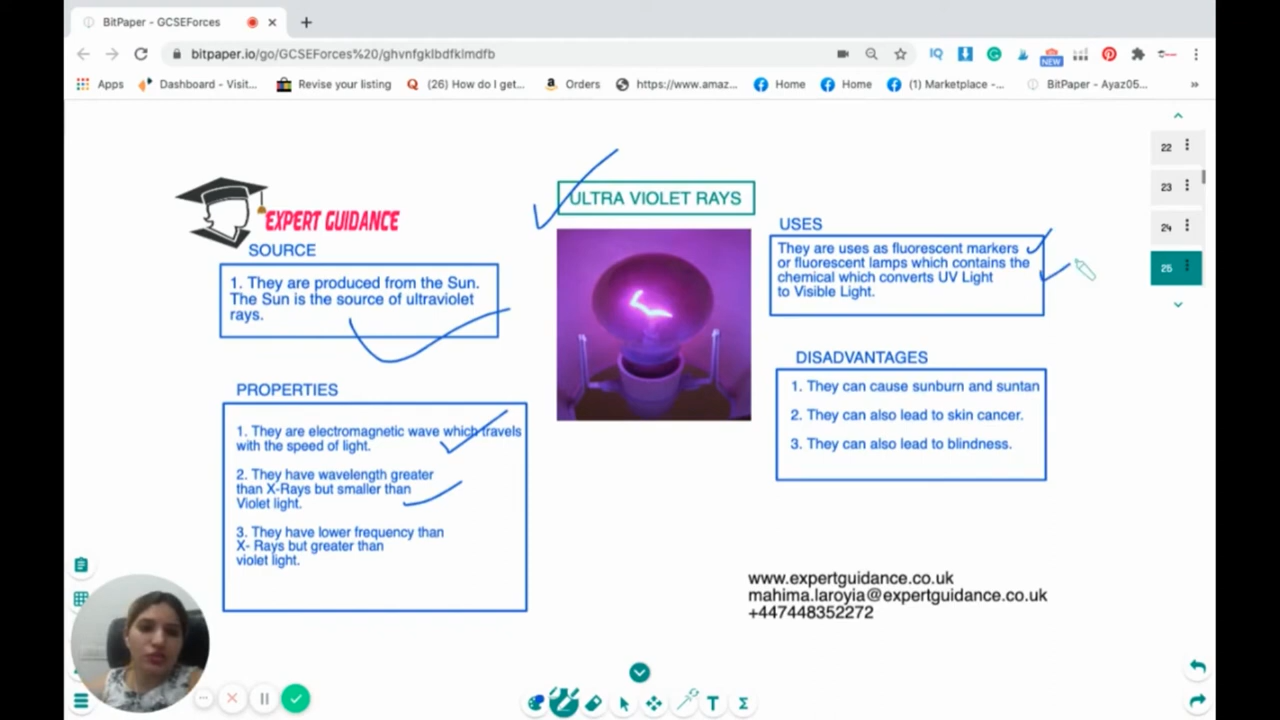 BitPaper - GCSEForces
bitpaper.io/go/GCSEForces%20/ghvnfgklbdfklmdfb
IQ
NEW
Apps
Dashboard - Visit...
Revise your listing
(26) How do I get...
Orders
https://www.amaz...
Home
Home
(1) Marketplace -...
BitPaper - Ayaz05...
»
22
23
24
25
EXPERT GUIDANCE
ULTRA VIOLET RAYS
SOURCE
1. They are produced from the Sun.
The Sun is the source of ultraviolet
rays.
PROPERTIES
1. They are electromagnetic wave which travels
with the speed of light.
2. They have wavelength greater
than X-Rays but smaller than
Violet light.
3. They have lower frequency than
X- Rays but greater than
violet light.
USES
They are uses as fluorescent markers
or fluorescent lamps which contains the
chemical which converts UV Light
to Visible Light.
DISADVANTAGES
1. They can cause sunburn and suntan
2. They can also lead to skin cancer.
3. They can also lead to blindness.
www.expertguidance.co.uk
mahima.laroyia@expertguidance.co.uk
+447448352272
T
Σ